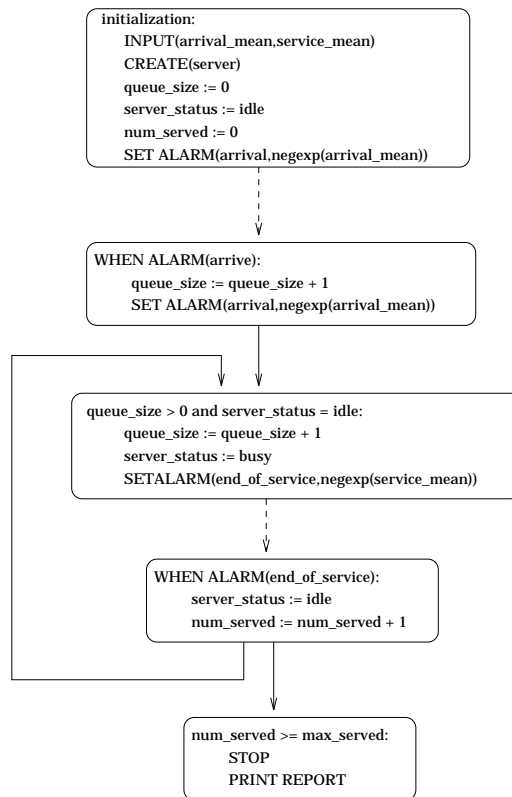 initialization:
INPUT(arrival_mean,service_mean)
CREATE(server)
queue_size := 0
server_status := idle
num_served := 0
SET ALARM(arrival,negexp(arrival_mean))
WHEN ALARM(arrive):
queue_size := queue_size + 1
SET ALARM(arrival,negexp(arrival_mean))
queue_size > 0 and server_status = idle:
queue_size := queue_size + 1
server_status := busy
SETALARM(end_of_service,negexp(service_mean))
WHEN ALARM(end_of_service):
server_status := idle
num_served := num_served + 1
num_served >= max_served:
STOP
PRINT REPORT